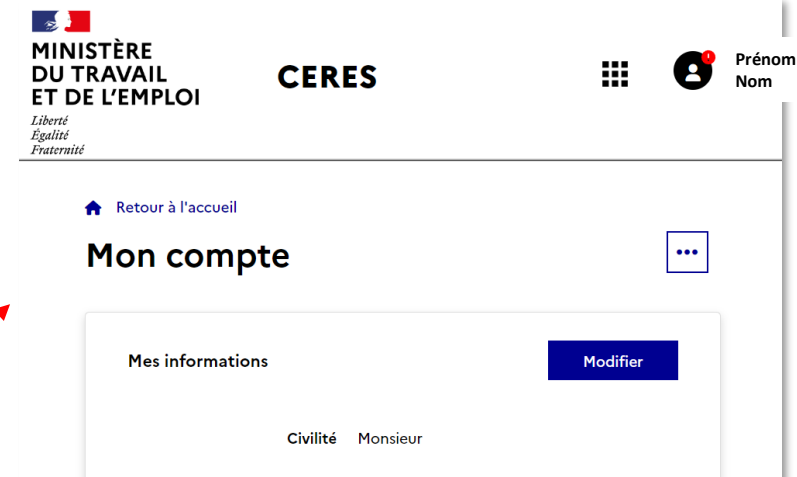 MINISTÈRE
DU TRAVAIL
ET DE L'EMPLOI
Liberté
Égalité
Fraternité
CERES
Prénom
Nom
Retour à l'accueil
Mon compte
Mes informations
Modifier
Civilité Monsieur